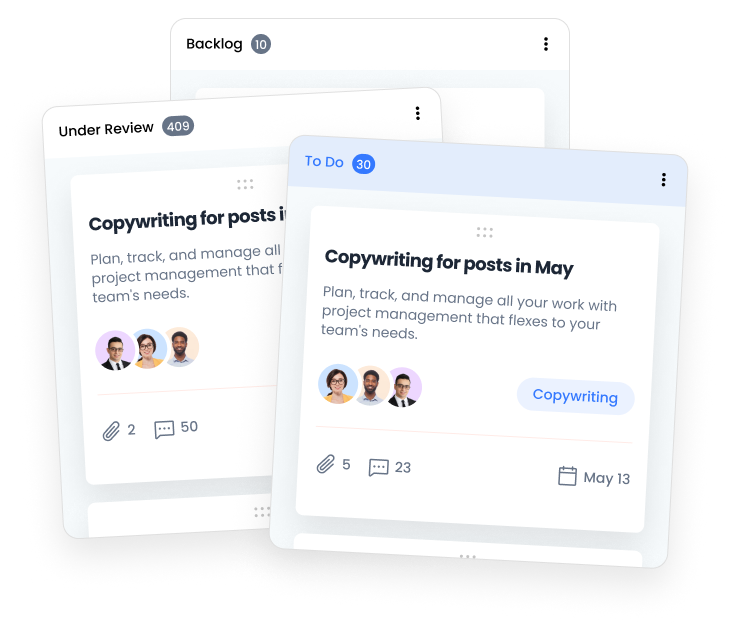 Backlog 10
Under Review 409
Copywriting for posts i
Plan, track, and manage all
project management that f
team's needs.
2 50
To Do 30
Copywriting for posts in May
Plan, track, and manage all your work with
project management that flexes to your
team's needs.
Copywriting
5 23 May 13